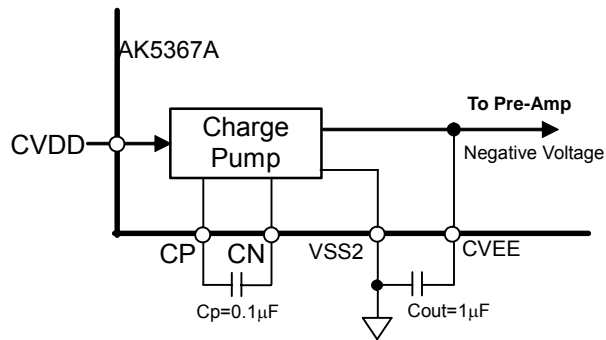 AK5367A
To Pre-Amp
Charge
Pump
CVDD
Negative Voltage
CP
CN
VSS2
CVEE
Cp=0.1μF
Cout=1μF